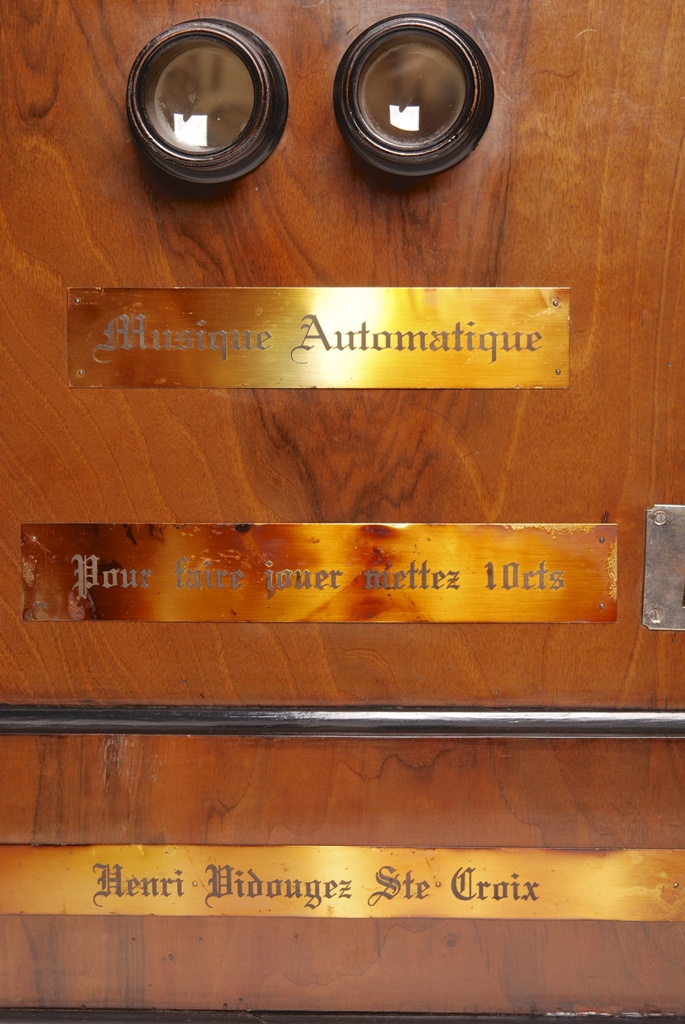 Musique Automatique
Pour faire jouer mettez 10cts
Henri Vidougez Ste Croix